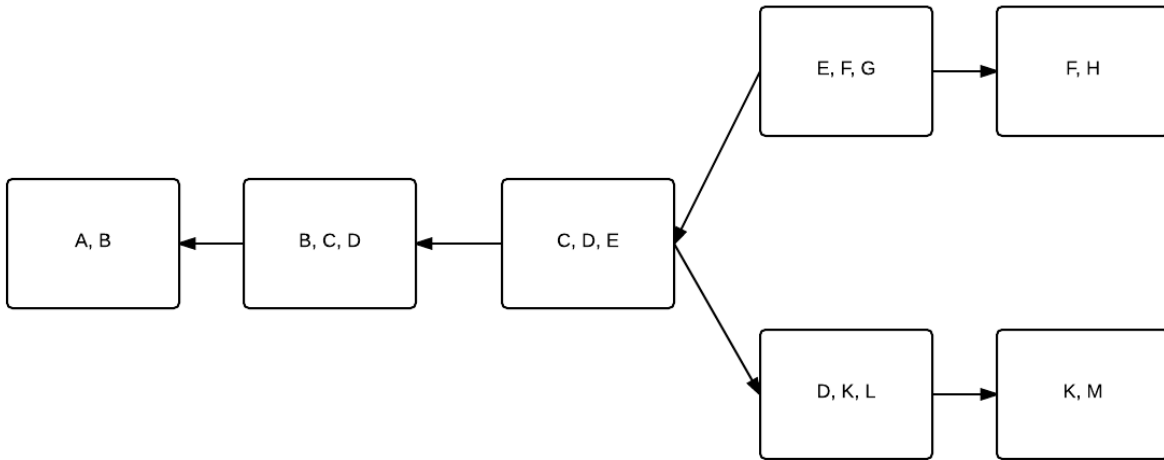 E, F, G
F, H
A, B
B, C, D
C, D, E
D, K, L
K, M